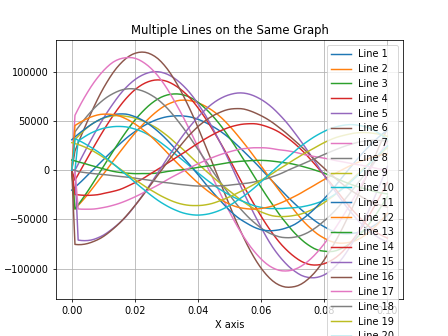 Multiple Lines on the Same Graph
100000
50000
0
−50000
−100000
0.00
0.02
0.04
0.06
X axis
Line 1
Line 2
Line 3
Line 4
Line 5
Line 6
Line 7
Line 8
Line 9
Line 10
Line 11
Line 12
Line 13
Line 14
Line 15
Line 16
Line 17
Line 18
Line 19
Line 20